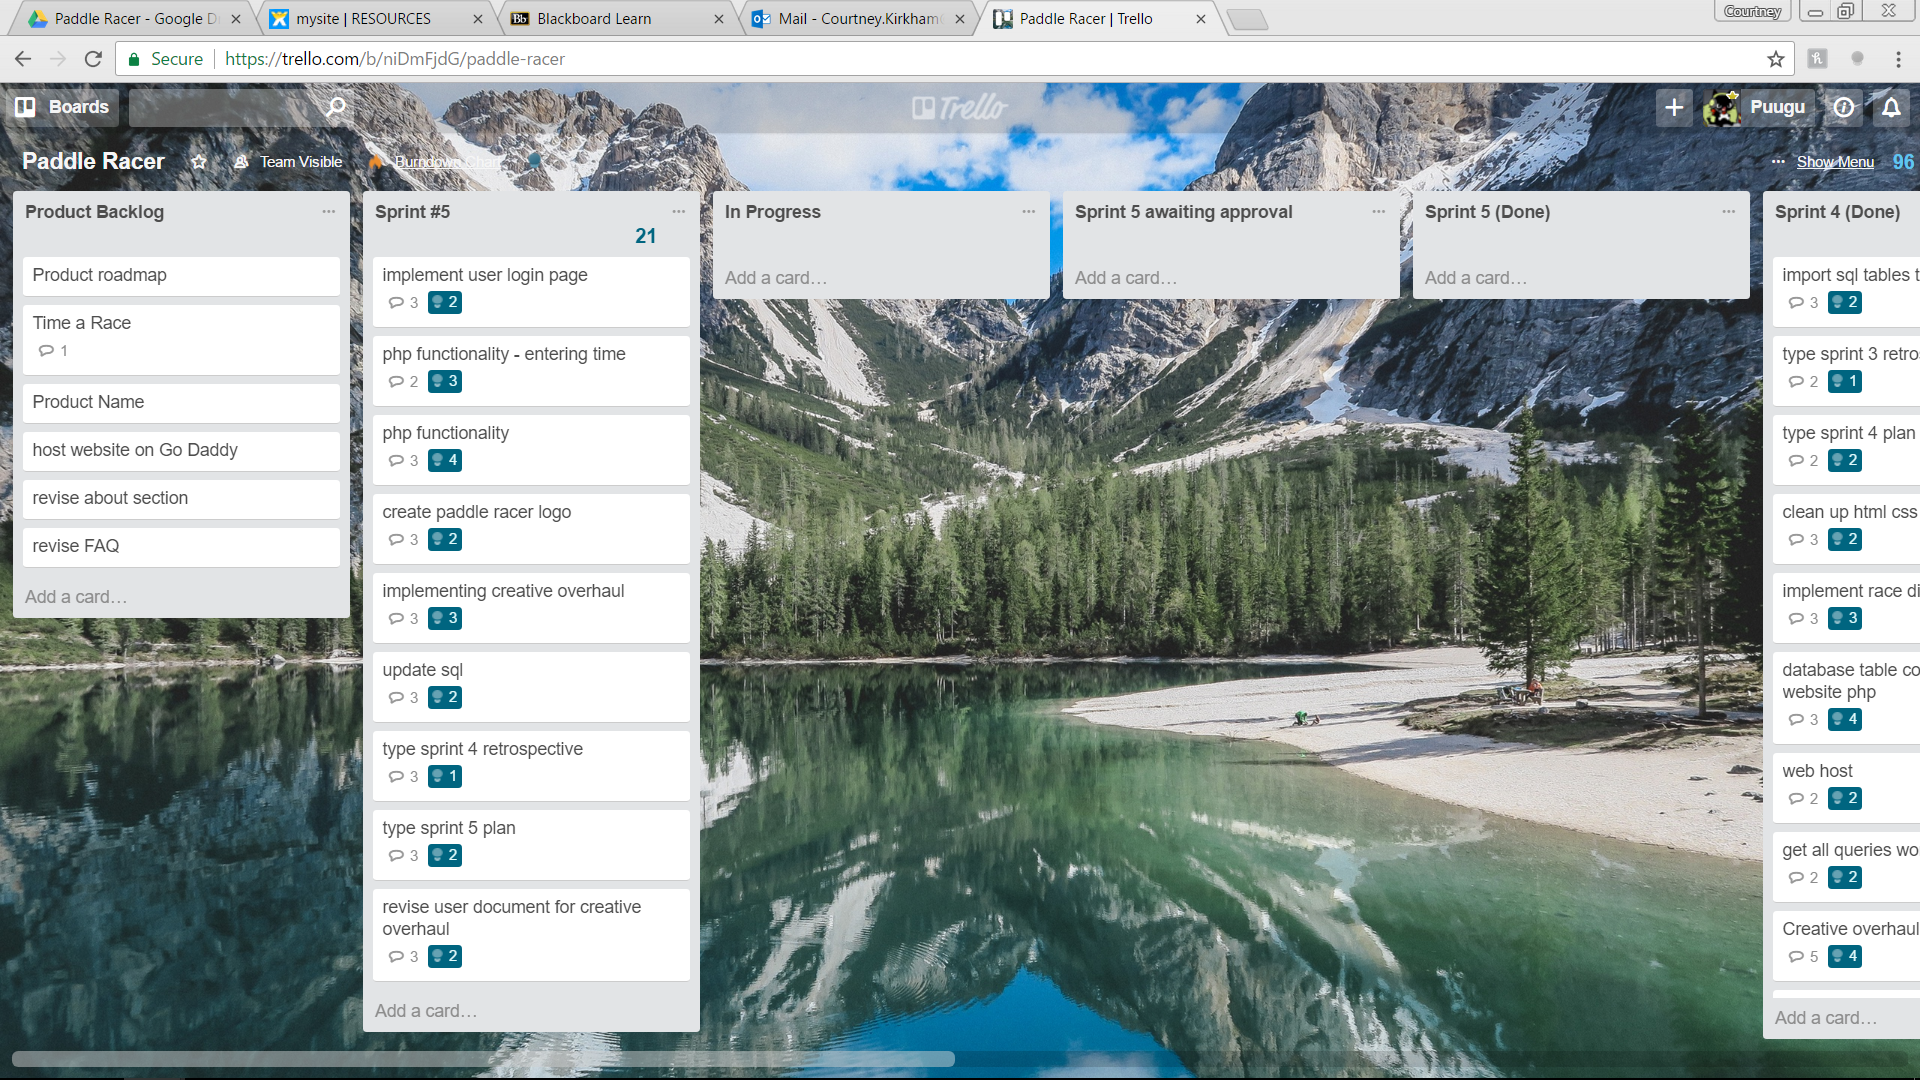 Paddle Racer - Google D
mysite | RESOURCES
Blackboard Learn
Mail - Courtney.Kirkham
Paddle Racer | Trello
Courtney
Secure
https://trello.com/b/niDmFjdG/paddle-racer
Boards
Trello
Puugu
Paddle Racer
Team Visible
Burndown Chart
... Show Menu
96
Product Backlog
Product roadmap
Time a Race
1
Product Name
host website on Go Daddy
revise about section
revise FAQ
Add a card…
Sprint #5
21
implement user login page
3 2
php functionality - entering time
2 3
php functionality
3 4
create paddle racer logo
3 2
implementing creative overhaul
3 3
update sql
3 2
type sprint 4 retrospective
3 1
type sprint 5 plan
3 2
revise user document for creative
overhaul
3 2
Add a card…
In Progress
Add a card…
Sprint 5 awaiting approval
Add a card…
Sprint 5 (Done)
Add a card…
Sprint 4 (Done)
import sql tables t
3 2
type sprint 3 retro
2 1
type sprint 4 plan
2 2
clean up html css
3 2
implement race di
3 3
database table co
website php
3 4
web host
2 2
get all queries wo
2 2
Creative overhaul
5 4
Add a card…